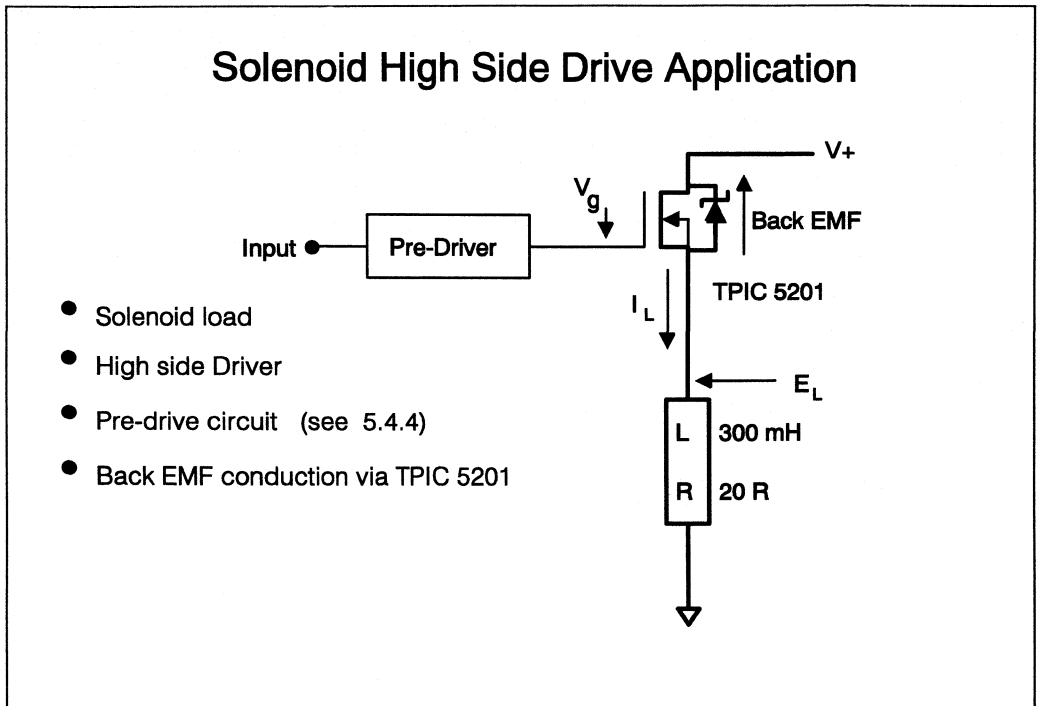 Solenoid High Side Drive Application
V+
Vg
Back EMF
Input
Pre-Driver
TPIC 5201
IL
EL
L 300 mH
R 20 R
• Solenoid load
• High side Driver
• Pre-drive circuit (see 5.4.4)
• Back EMF conduction via TPIC 5201